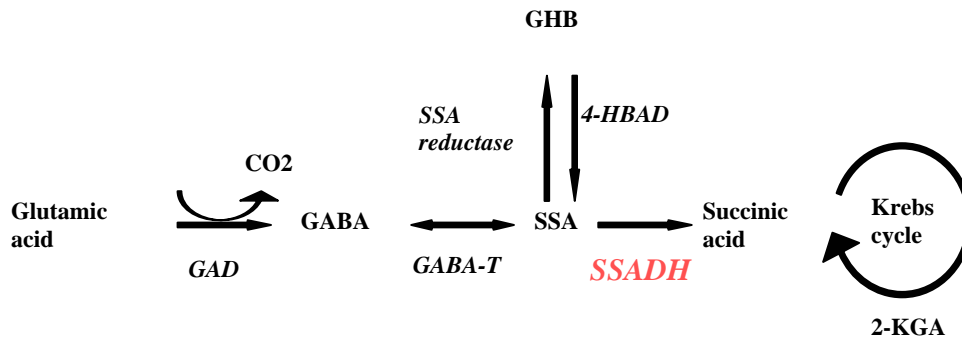 GHB
SSA
reductase
4-HBAD
CO2
Glutamic
acid
GABA
SSA
Succinic
acid
Krebs
cycle
GAD
GABA-T
SSADH
2-KGA